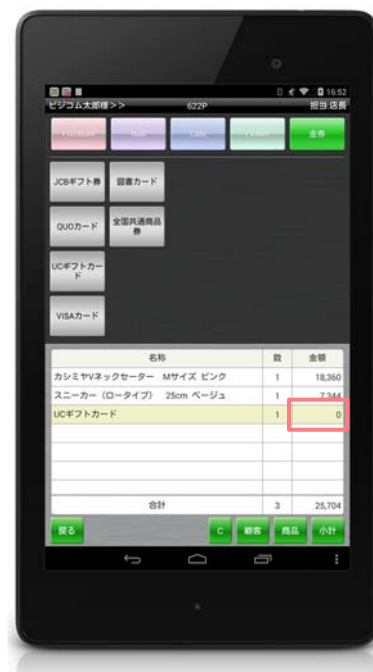 16:52
ビジコム太郎様>> 622P 担当:店長
Fashion Nail Cafe 金券
JCBギフト券 図書カード
QUOカード 全国共通商品券
UCギフトカード
VISAカード
名称 数 金額
カシミヤVネックセーター Mサイズ ピンク 1 18,360
スニーカー（ロータイプ） 25cm ベージュ 1 7,344
UCギフトカード 1 0
合計 3 25,704
戻る C 顧客 商品 小計